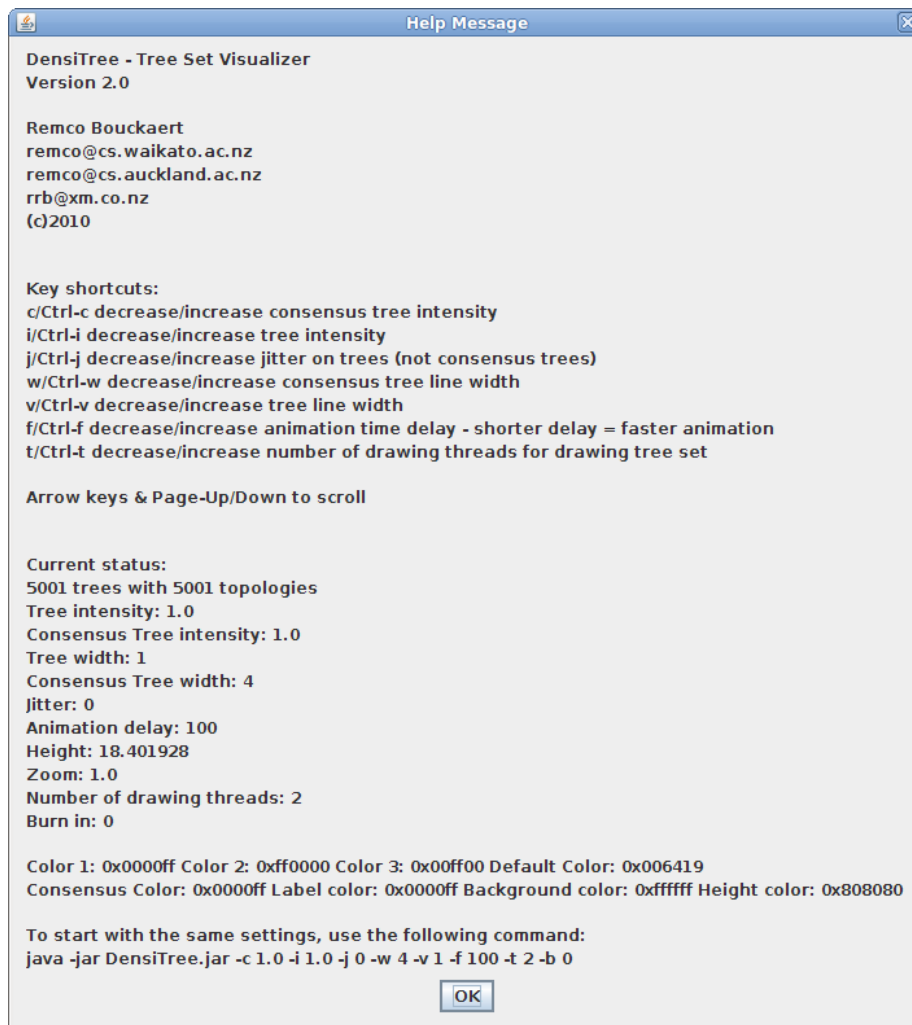 Help Message
DensiTree - Tree Set Visualizer
Version 2.0
Remco Bouckaert
remco@cs.waikato.ac.nz
remco@cs.auckland.ac.nz
rrb@xm.co.nz
(c)2010
Key shortcuts:
c/Ctrl-c decrease/increase consensus tree intensity
i/Ctrl-i decrease/increase tree intensity
j/Ctrl-j decrease/increase jitter on trees (not consensus trees)
w/Ctrl-w decrease/increase consensus tree line width
v/Ctrl-v decrease/increase tree line width
f/Ctrl-f decrease/increase animation time delay - shorter delay = faster animation
t/Ctrl-t decrease/increase number of drawing threads for drawing tree set
Arrow keys & Page-Up/Down to scroll
Current status:
5001 trees with 5001 topologies
Tree intensity: 1.0
Consensus Tree intensity: 1.0
Tree width: 1
Consensus Tree width: 4
Jitter: 0
Animation delay: 100
Height: 18.401928
Zoom: 1.0
Number of drawing threads: 2
Burn in: 0
Color 1: 0x0000ff Color 2: 0xff0000 Color 3: 0x00ff00 Default Color: 0x006419
Consensus Color: 0x0000ff Label color: 0x0000ff Background color: 0xffffff Height color: 0x808080
To start with the same settings, use the following command:
java -jar DensiTree.jar -c 1.0 -i 1.0 -j 0 -w 4 -v 1 -f 100 -t 2 -b 0
OK